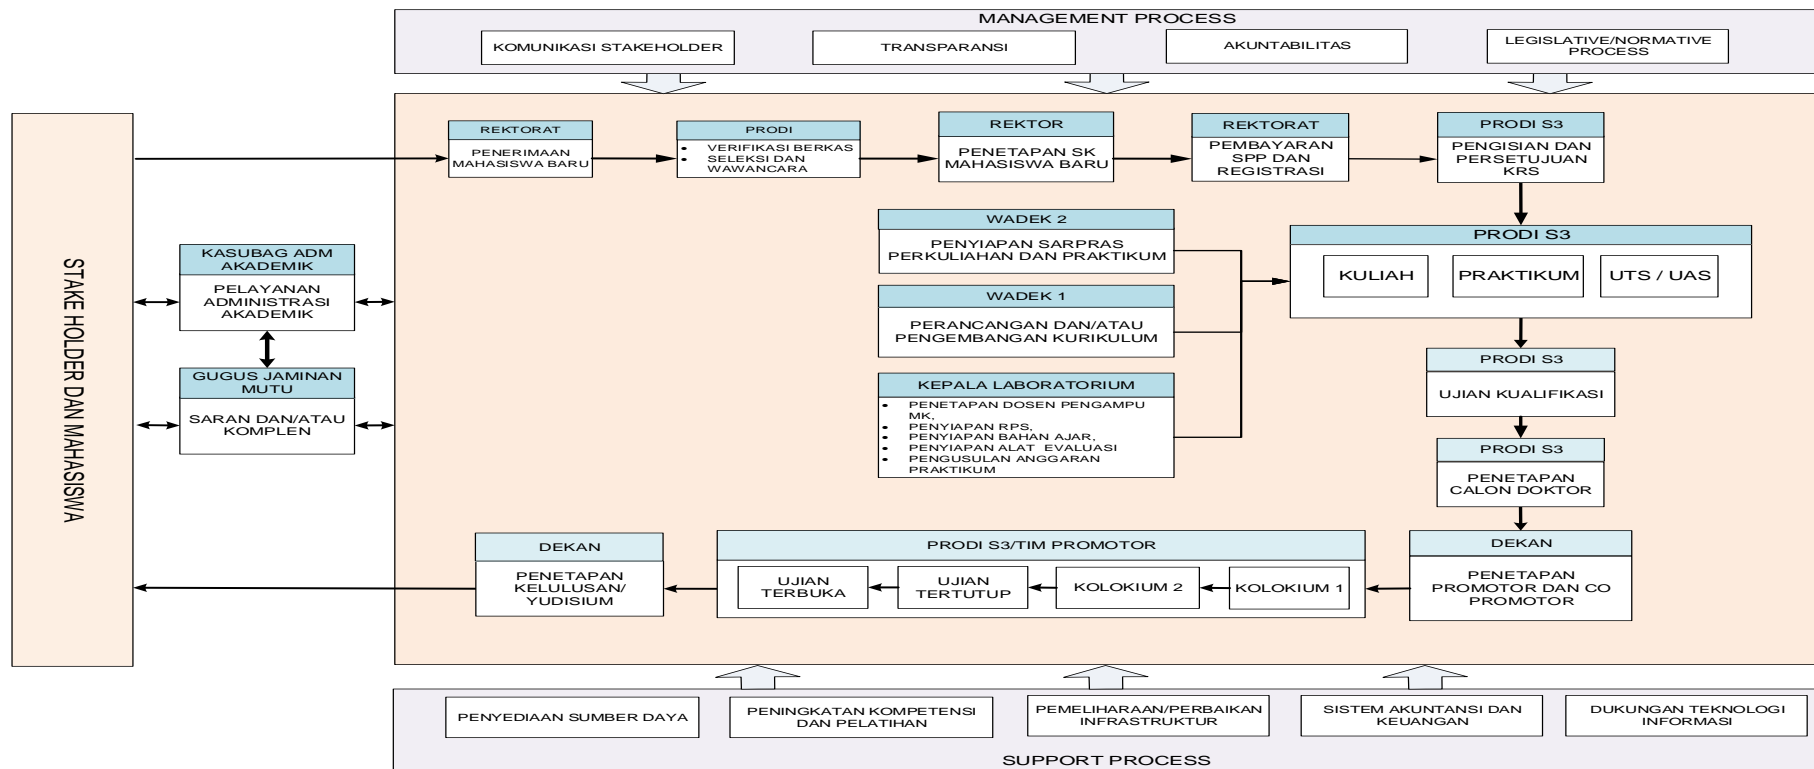 MANAGEMENT PROCESS
KOMUNIKASI STAKEHOLDER
TRANSPARANSI
AKUNTABILITAS
LEGISLATIVE/NORMATIVE
PROCESS
STAKE HOLDER DAN MAHASISWA
REKTORAT
PENERIMAAN
MAHASISWA BARU
PRODI
• VERIFIKASI BERKAS
• SELEKSI DAN
WAWANCARA
REKTOR
PENETAPAN SK
MAHASISWA BARU
REKTORAT
PEMBAYARAN
SPP DAN
REGISTRASI
PRODI S3
PENGISIAN DAN
PERSETUJUAN
KRS
KASUBAG ADM
AKADEMIK
PELAYANAN
ADMINISTRASI
AKADEMIK
GUGUS JAMINAN
MUTU
SARAN DAN/ATAU
KOMPLEN
WADEK 2
PENYIAPAN SARPRAS
PERKULIAHAN DAN PRAKTIKUM
WADEK 1
PERANCANGAN DAN/ATAU
PENGEMBANGAN KURIKULUM
KEPALA LABORATORIUM
• PENETAPAN DOSEN PENGAMPU
MK,
• PENYIAPAN RPS,
• PENYIAPAN BAHAN AJAR,
• PENYIAPAN ALAT EVALUASI
• PENGUSULAN ANGGARAN
PRAKTIKUM
PRODI S3
KULIAH
PRAKTIKUM
UTS / UAS
PRODI S3
UJIAN KUALIFIKASI
PRODI S3
PENETAPAN
CALON DOKTOR
DEKAN
PENETAPAN
PROMOTOR DAN CO
PROMOTOR
PRODI S3/TIM PROMOTOR
UJIAN
TERBUKA
UJIAN
TERTUTUP
KOLOKIUM 2
KOLOKIUM 1
DEKAN
PENETAPAN
KELULUSAN/
YUDISIUM
PENYEDIAAN SUMBER DAYA
PENINGKATAN KOMPETENSI
DAN PELATIHAN
PEMELIHARAAN/PERBAIKAN
INFRASTRUKTUR
SISTEM AKUNTANSI DAN
KEUANGAN
DUKUNGAN TEKNOLOGI
INFORMASI
SUPPORT PROCESS